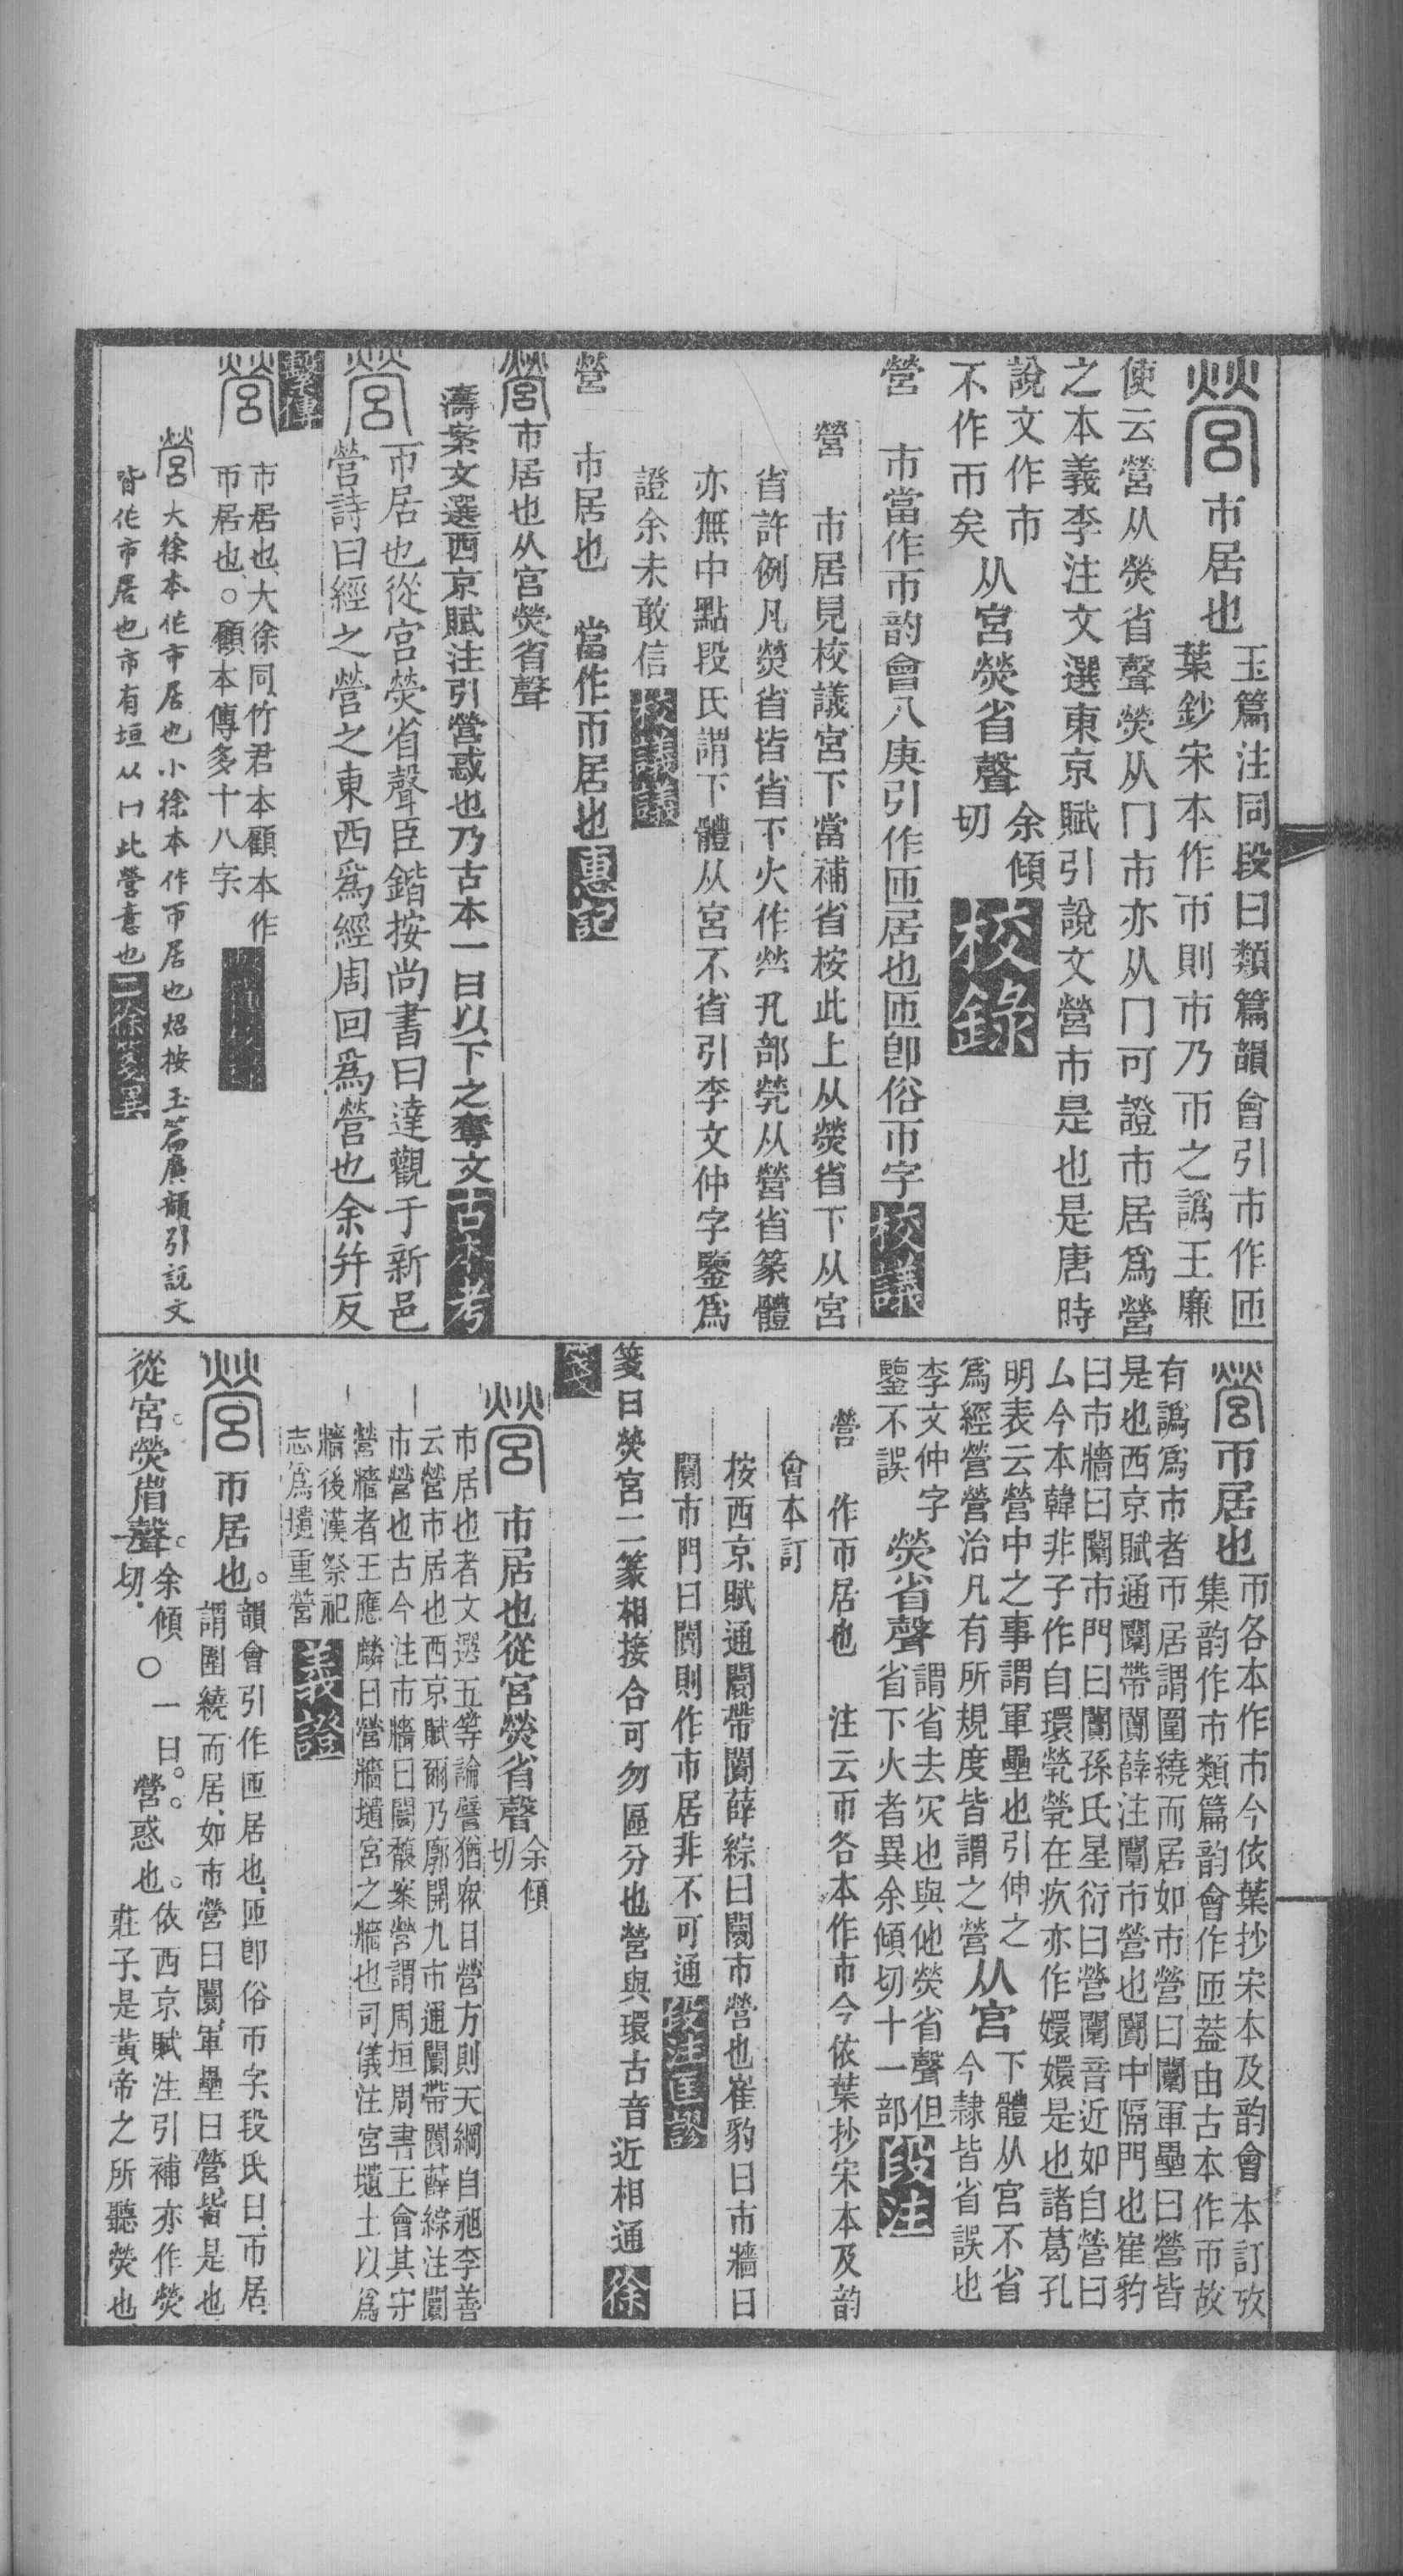 營市居也玉篇注同段曰類篇韻會引市作匝
葉鈔宋本作帀則市乃帀之譌王廉
使云營从熒省聲熒从冂市亦从冂可證市居爲營
之本義李注文選東京賦引說文營市是也是唐時
說文作市
不作帀矣从宮熒省聲余傾
切校錄
營　市當作帀韵會八庚引作匝居也匝卽俗帀字校議
營　市居見校議宮下當補省桉此上从熒省下从宮
省許例凡熒省皆省下火作𤇾丮部煢从營省篆體
亦無中點段氏謂下體从宮不省引李文仲字鑒爲
證余未敢信校議議
營　市居也　當作帀居也惠記
營市居也从宮熒省聲
濤案文選西京賦注引營惑也乃古本一曰以下之奪文古本考
營帀居也從宮熒省聲臣鍇按尚書曰達觀于新邑
營詩曰經之營之東西爲經周回爲營也余幷反
繫傳
營市居也大徐同竹君本顧本作
帀居也。顧本傳多十八字
營大徐本作市居也小徐本作帀居也炤按玉篇廣韻引說文
皆作市居也市有垣从冂此營意也二徐箋異
營帀居也帀各本作市今依葉抄宋本及韵會本訂攷
集韵作市類篇韵會作匝葢由古本作帀故
有譌爲市者帀居謂圍繞而居如市營曰闤軍壘曰營皆
是也西京賦通闤帶闠薛注闤市營也闠中隔門也崔豹
曰市牆曰闤市門曰闠孫氏星衍曰營闤音近如自營曰
厶今本韓非子作自環煢煢在疚亦作嬛嬛是也諸葛孔
明表云營中之事謂軍壘也引伸之
爲經營營治凡有所規度皆謂之營从宮下體从宮不省
今隸皆省誤也
李文仲字
鑒不誤熒省聲謂省去灾也與他熒省聲但
省下火者異余傾切十一部段注
營　作帀居也　注云帀各本作市今依葉抄宋本及韵
會本訂
按西京賦通闤帶闠薛綜曰闤市營也崔豹曰市牆曰
闤市門曰闠則作市居非不可通段注匡謬
箋曰熒宮二篆相接合可勿區分也營與環古音近相通徐
箋
營市居也從宮熒省聲余傾
切
市居也者文選五等論譬猶衆目營方則天綱自昶李善
云營市居也西京賦爾乃廓開九市通闤帶闠薛綜注闤
市營也古今注市牆曰闤馥案營謂周垣周書王會其守
營牆者王應麟曰營牆壝宮之牆也司儀注宮壝土以爲
牆後漢祭祀
志爲壝重營義證
營帀居也。韻會引作匝居也、匝卽俗帀字、段氏曰、帀居、
謂圍繞而居、如市營曰闤、軍壘曰營、皆是也
從宮熒省聲。余傾
切。〇一曰。營惑也。依西京賦注引補亦作熒
莊子、是黃帝之所聽熒也、